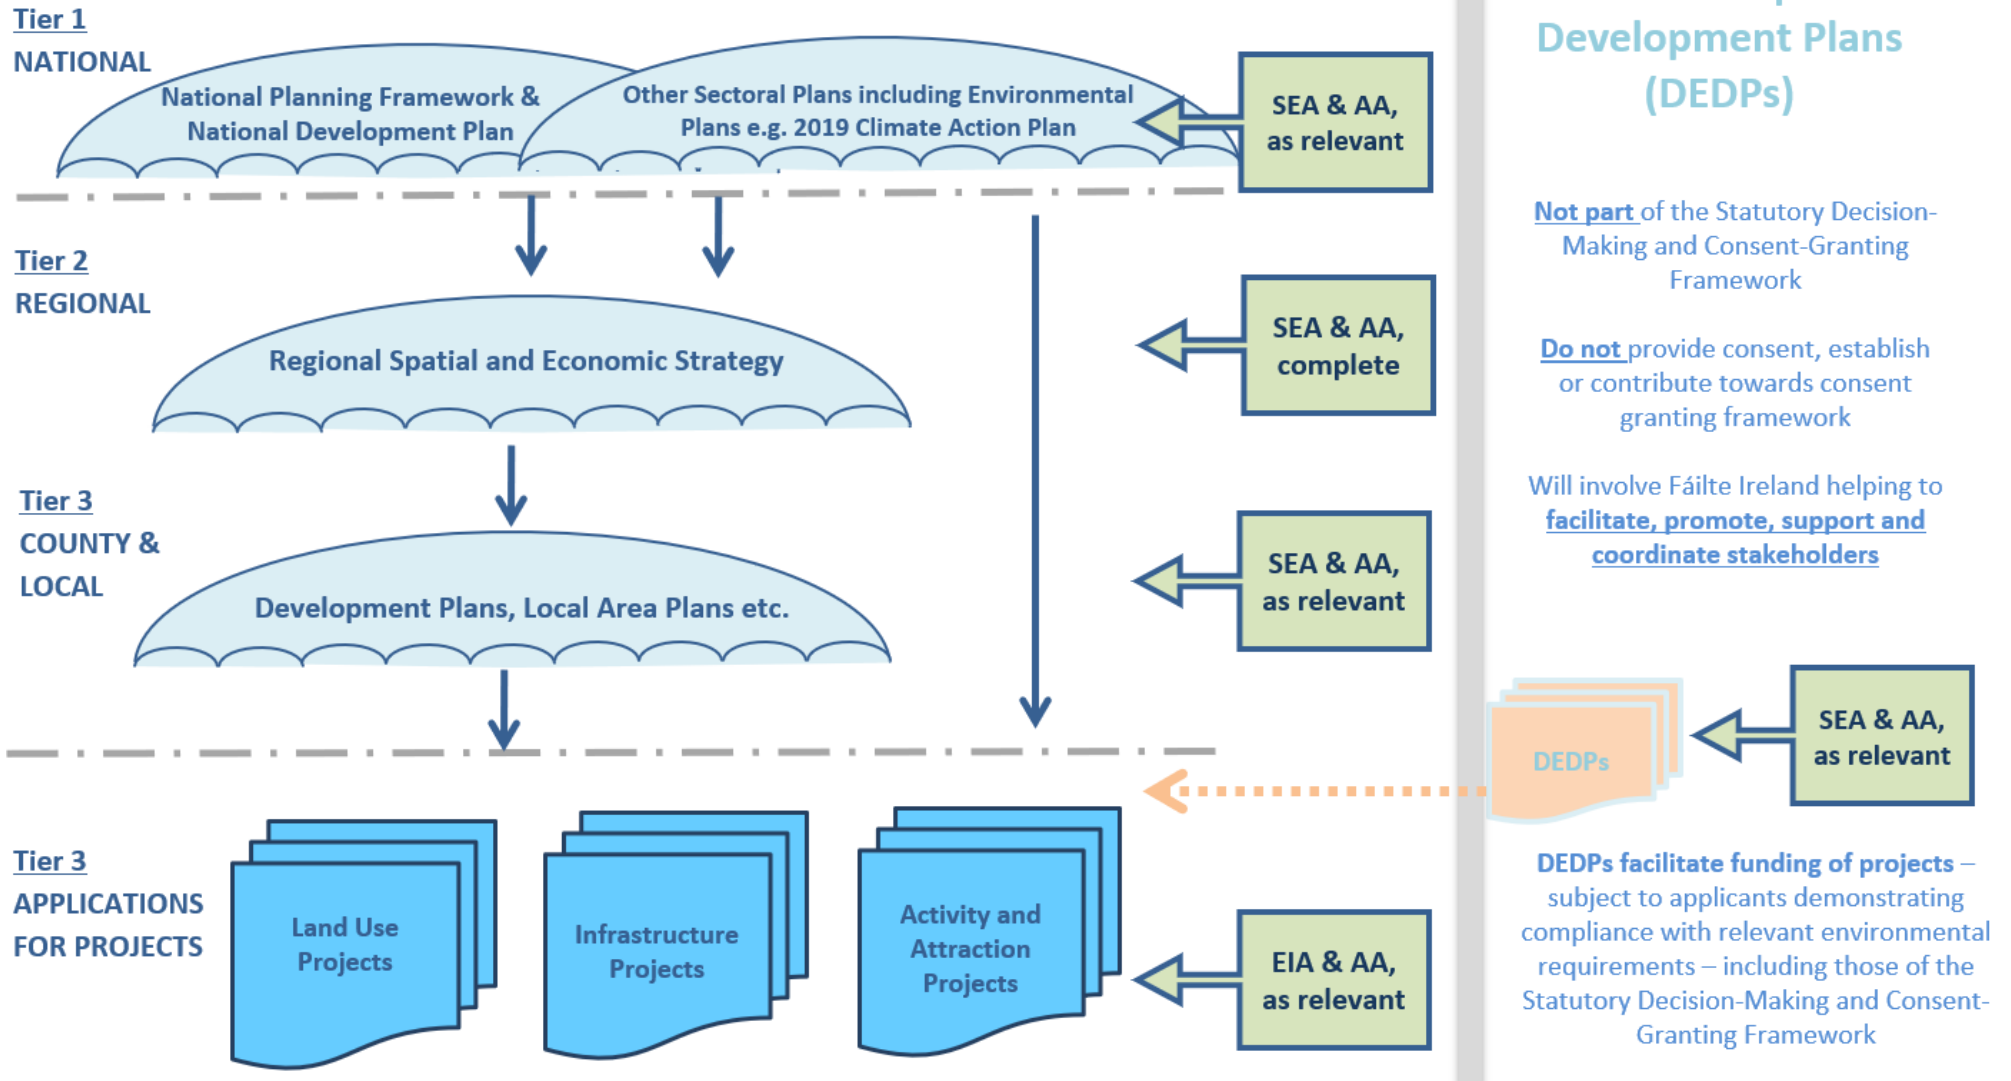 Tier 1
NATIONAL
National Planning Framework &
National Development Plan
Other Sectoral Plans including Environmental
Plans e.g. 2019 Climate Action Plan
SEA & AA,
as relevant
Tier 2
REGIONAL
Regional Spatial and Economic Strategy
SEA & AA,
complete
Tier 3
COUNTY &
LOCAL
Development Plans, Local Area Plans etc.
SEA & AA,
as relevant
Tier 3
APPLICATIONS
FOR PROJECTS
Land Use
Projects
Infrastructure
Projects
Activity and
Attraction
Projects
EIA & AA,
as relevant
Development Plans
(DEDPs)
Not part of the Statutory Decision-
Making and Consent-Granting
Framework
Do not provide consent, establish
or contribute towards consent
granting framework
Will involve Fáilte Ireland helping to
facilitate, promote, support and
coordinate stakeholders
DEDPs
SEA & AA,
as relevant
DEDPs facilitate funding of projects –
subject to applicants demonstrating
compliance with relevant environmental
requirements – including those of the
Statutory Decision-Making and Consent-
Granting Framework